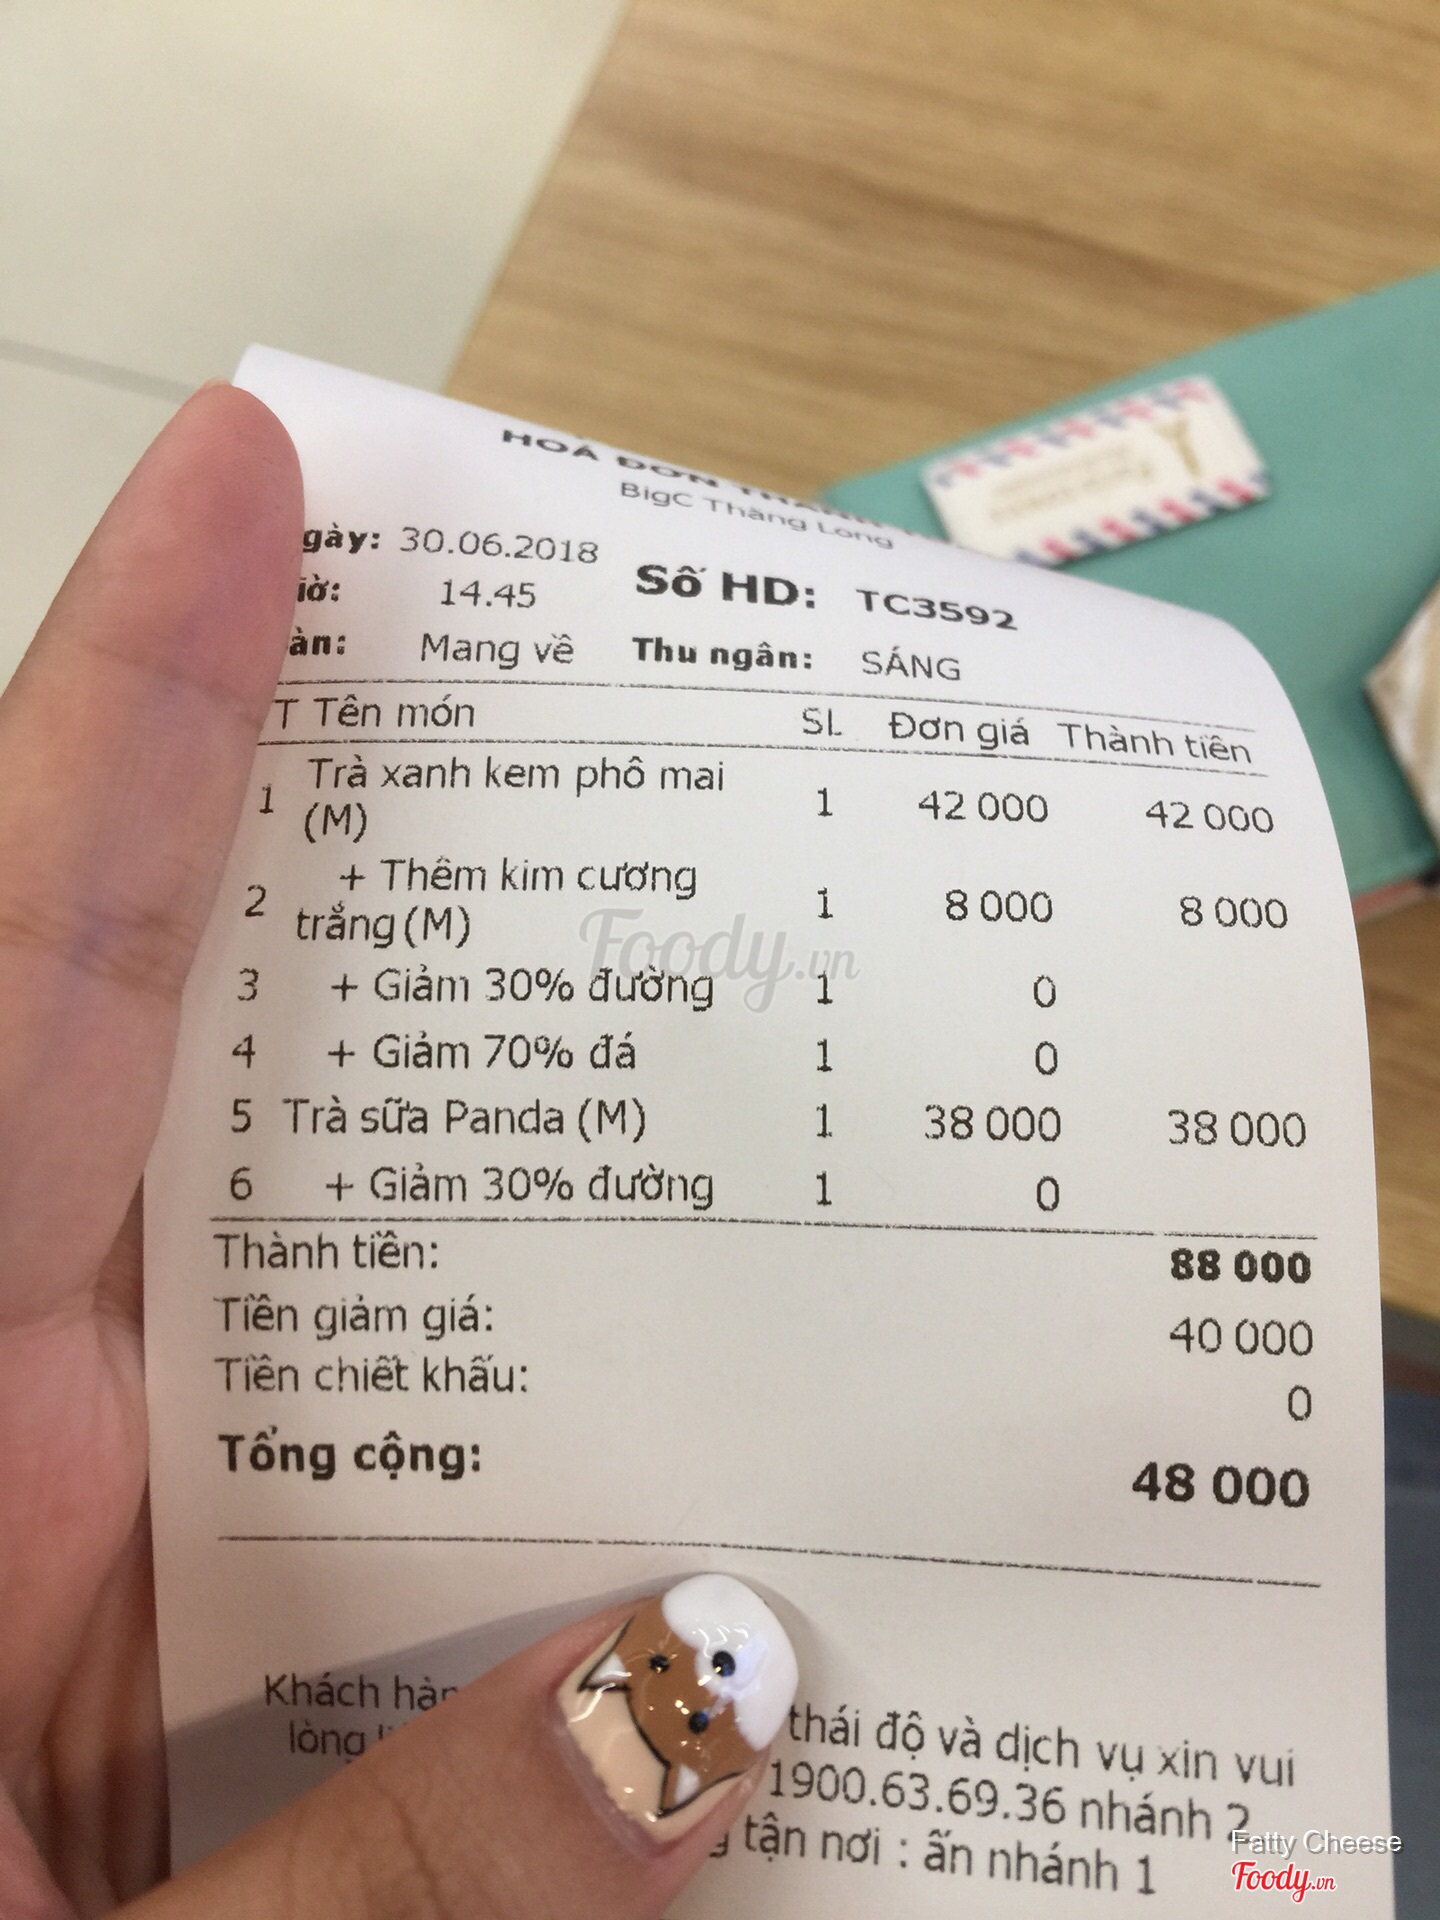 HOÁ ĐƠN THANH
BigC Thăng Long
gày: 30.06.2018
iờ: 14.45 Số HD: TC3592
àn: Mang về Thu ngân: SÁNG
T Tên món SL Đơn giá Thành tiền
1 Trà xanh kem phô mai (M) 1 42 000 42 000
2 + Thêm kim cương trắng(M) 1 8 000 8 000
3 + Giảm 30% đường 1 0
4 + Giảm 70% đá 1 0
5 Trà sữa Panda (M) 1 38 000 38 000
6 + Giảm 30% đường 1 0
Thành tiền: 88 000
Tiền giảm giá: 40 000
Tiền chiết khấu: 0
Tổng cộng: 48 000
Khách hàn thái độ và dịch vụ xin vui
lòng 1900.63.69.36 nhánh 2
g tận nơi : ấn nhánh 1
Foody.vn
Fatty Cheese
Foody.vn